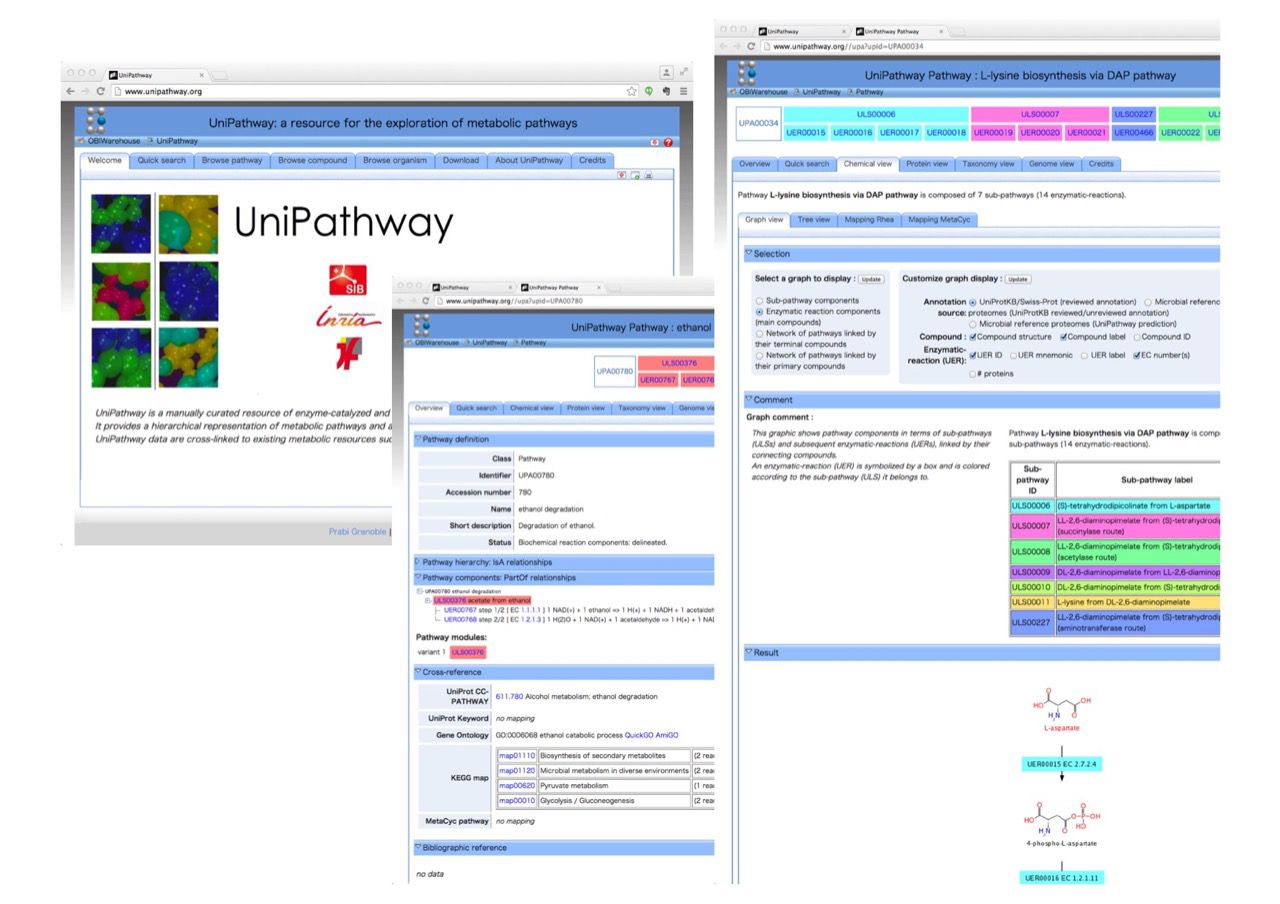 UniPathway
www.unipathway.org
UniPathway: a resource for the exploration of metabolic pathways
OBIWarehouse UniPathway
Welcome Quick search Browse pathway Browse compound Browse organism Download About UniPathway Credits
UniPathway
SIB
Inria
UniPathway is a manually curated resource of enzyme-catalyzed and
It provides a hierarchical representation of metabolic pathways and a
UniPathway data are cross-linked to existing metabolic resources suc
Prabi Grenoble |
UniPathway UniPathway Pathway
www.unipathway.org//upa?upid=UPA00780
UniPathway Pathway : ethanol
OBIWarehouse UniPathway Pathway
UPA00780 ULS00376
UER00767 UER0076
Overview Quick search Chemical view Protein view Taxonomy view Genome vie
Pathway definition
Class Pathway
Identifier UPA00780
Accession number 780
Name ethanol degradation
Short description Degradation of ethanol.
Status Biochemical reaction components: delineated.
Pathway hierarchy: IsA relationships
Pathway components: PartOf relationships
UPA00780 ethanol degradation
ULS00376 acetate from ethanol
UER00767 step 1/2 [ EC 1.1.1.1 ] 1 NAD(+) + 1 ethanol => 1 H(+) + 1 NADH + 1 acetaldeh
UER00768 step 2/2 [ EC 1.2.1.3 ] 1 H(2)O + 1 NAD(+) + 1 acetaldehyde => 1 H(+) + 1 NA
Pathway modules:
variant 1 ULS00376
Cross-reference
UniProt CC-
PATHWAY 611.780 Alcohol metabolism; ethanol degradation
UniProt Keyword no mapping
Gene Ontology GO:0006068 ethanol catabolic process QuickGO AmiGO
KEGG map
map01110 Biosynthesis of secondary metabolites (2 rea
map01120 Microbial metabolism in diverse environments (2 rea
map00620 Pyruvate metabolism (1 rea
map00010 Glycolysis / Gluconeogenesis (2 rea
MetaCyc pathway no mapping
Bibliographic reference
no data
UniPathway UniPathway Pathway
www.unipathway.org//upa?upid=UPA00034
UniPathway Pathway : L-lysine biosynthesis via DAP pathway
OBIWarehouse UniPathway Pathway
UPA00034 ULS00006 ULS00007 ULS00227 UL
UER00015 UER00016 UER00017 UER00018 UER00019 UER00020 UER00021 UER00466 UER00022 UE
Overview Quick search Chemical view Protein view Taxonomy view Genome view Credits
Pathway L-lysine biosynthesis via DAP pathway is composed of 7 sub-pathways (14 enzymatic-reactions).
Graph view Tree view Mapping Rhea Mapping MetaCyc
Selection
Select a graph to display : Update
Sub-pathway components
Enzymatic reaction components
(main compounds)
Network of pathways linked by
their terminal compounds
Network of pathways linked by
their primary compounds
Customize graph display : Update
Annotation UniProtKB/Swiss-Prot (reviewed annotation) Microbial referenc
source: proteomes (UniProtKB reviewed/unreviewed annotation)
Microbial reference proteomes (UniPathway prediction)
Compound : Compound structure Compound label Compound ID
Enzymatic-
reaction (UER): UER ID UER mnemonic UER label EC number(s)
# proteins
Comment
Graph comment :
This graphic shows pathway components in terms of sub-pathways
(ULSs) and subsequent enzymatic-reactions (UERs), linked by their
connecting compounds.
An enzymatic-reaction (UER) is symbolized by a box and is colored
according to the sub-pathway (ULS) it belongs to.
Pathway L-lysine biosynthesis via DAP pathway is comp
sub-pathways (14 enzymatic-reactions).
Sub-
pathway
ID
Sub-pathway label
ULS00006 (S)-tetrahydrodipicolinate from L-aspartate
ULS00007 LL-2,6-diaminopimelate from (S)-tetrahydrodip
(succinylase route)
ULS00008 LL-2,6-diaminopimelate from (S)-tetrahydrodip
(acetylase route)
ULS00009 DL-2,6-diaminopimelate from LL-2,6-diaminop
ULS00010 DL-2,6-diaminopimelate from (S)-tetrahydrodi
ULS00011 L-lysine from DL-2,6-diaminopimelate
ULS00227 LL-2,6-diaminopimelate from (S)-tetrahydrodip
(aminotransferase route)
Result
O
HO OH
H2N O
L-aspartate
UER00015 EC 2.7.2.4
O O
HO O-P-OH
H2N O HO
4-phospho-L-aspartate
UER00016 EC 1.2.1.11